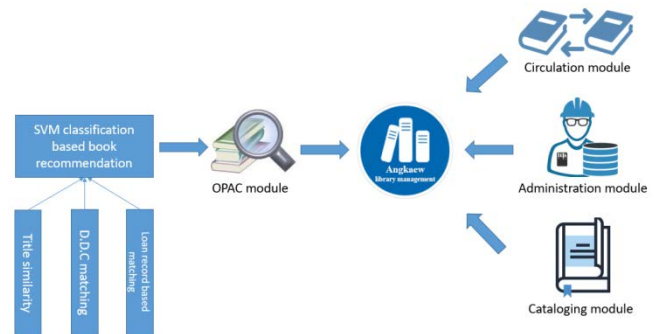 Circulation module
SVM classification
based book
recommendation
OPAC module
Angkaew
library management
Administration module
Title similarity
D.D.C matching
Loan record based
matching
Cataloging module